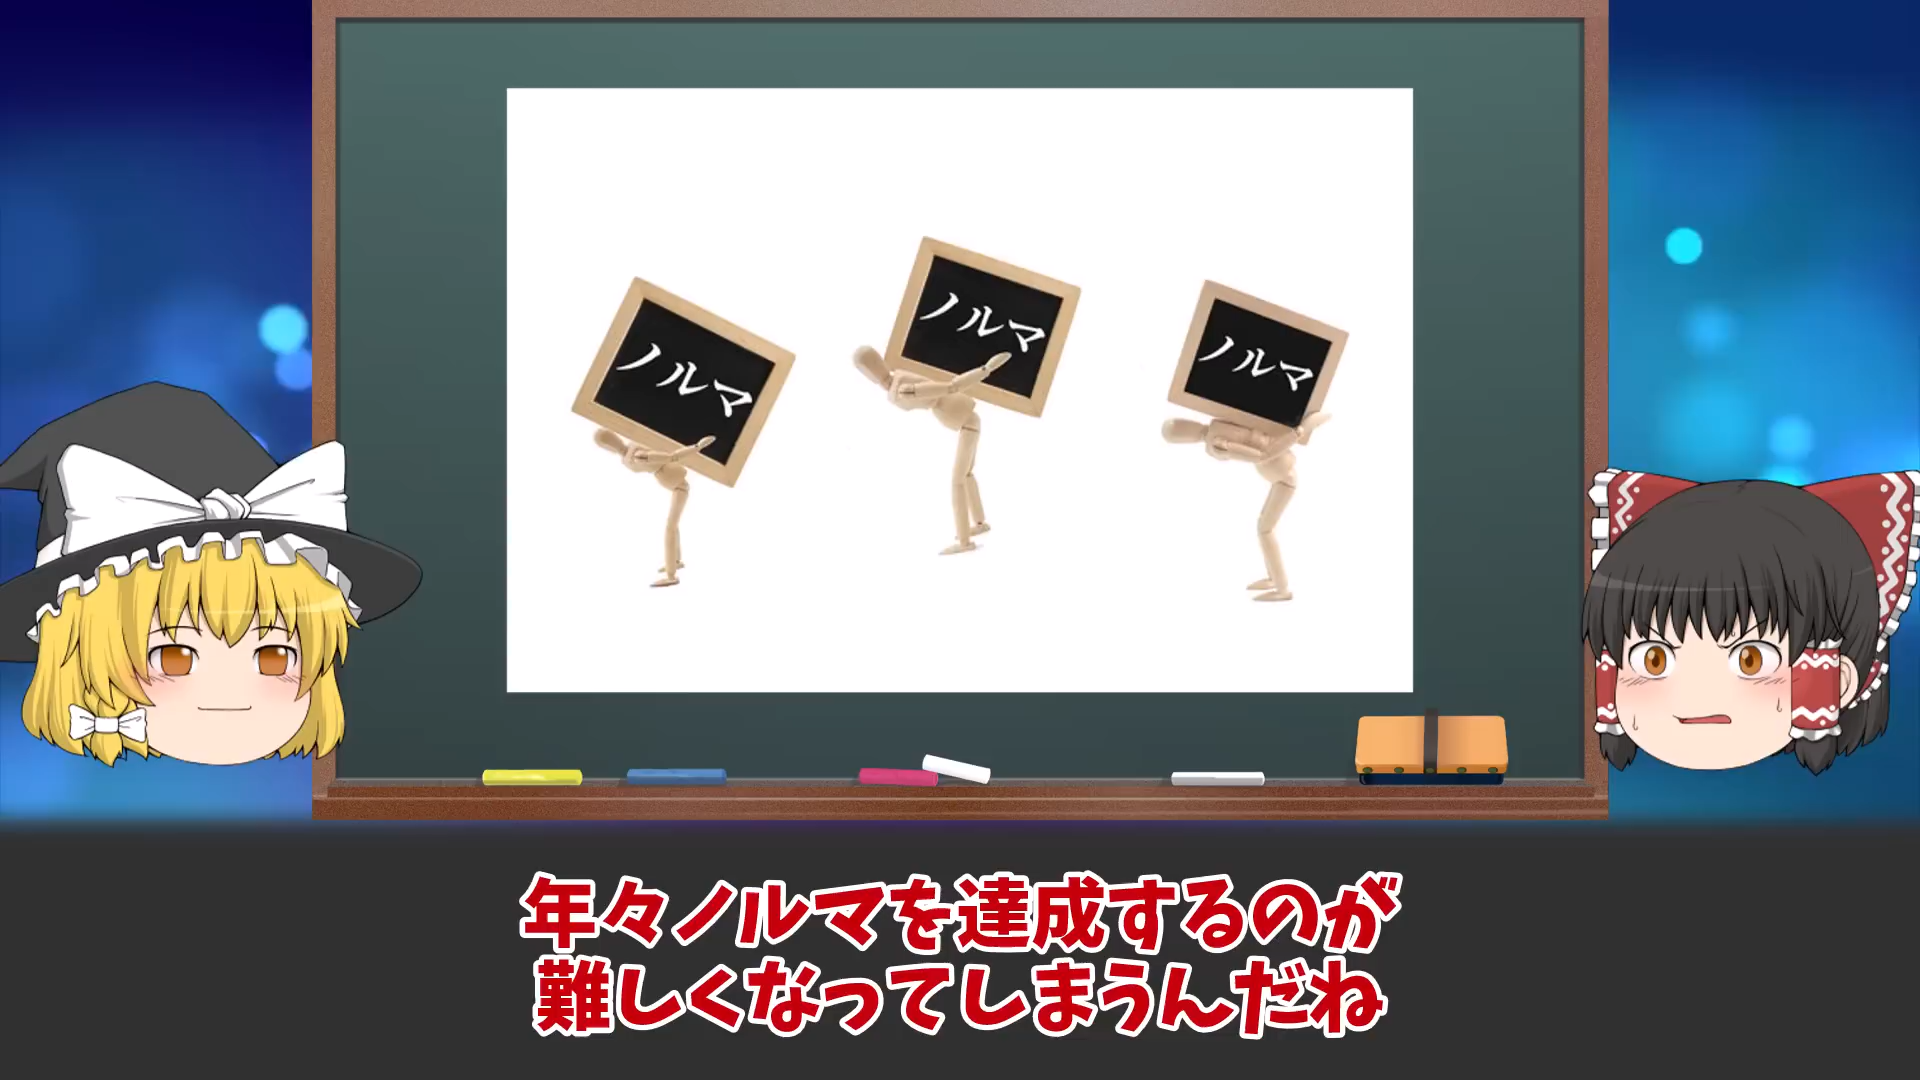 ノルマ
ノルマ
ノルマ
年々ノルマを達成するのが
難しくなってしまうんだね